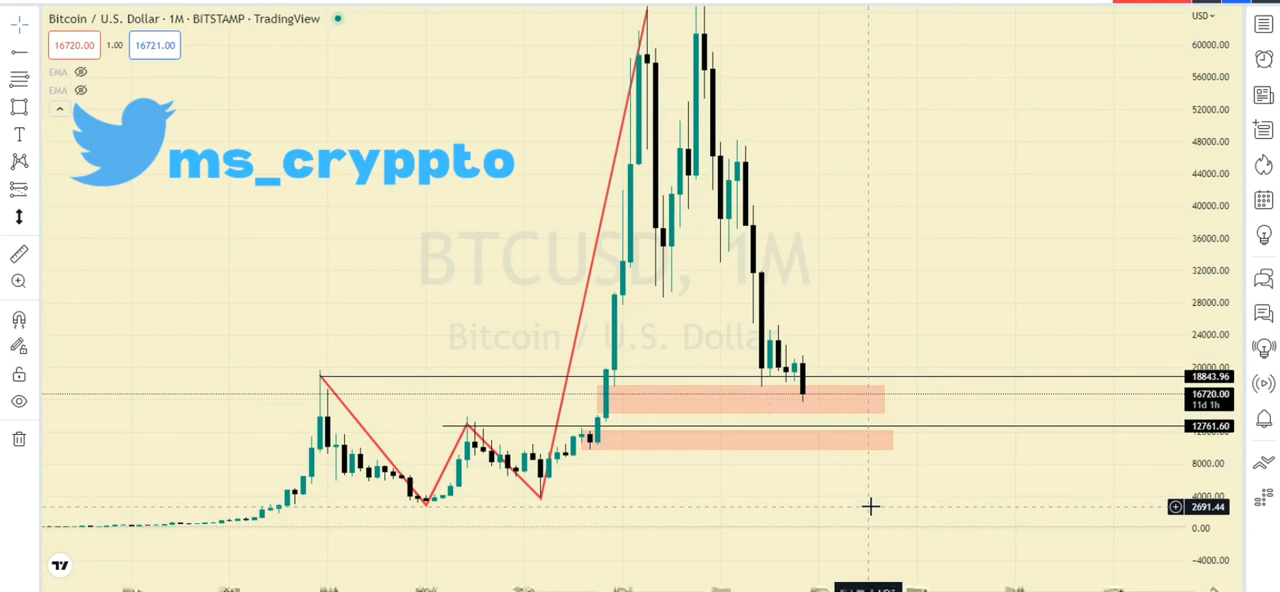 Bitcoin / U.S. Dollar · 1M · BITSTAMP · TradingView
USD
16720.00 1.00 16721.00
EMA
EMA
ms_cryppto
BTCUSD, 1M
Bitcoin / U.S. Dolla
60000.00
56000.00
52000.00
48000.00
44000.00
40000.00
36000.00
32000.00
28000.00
24000.00
20000.00
18843.96
16720.00
11d 1h
12761.60
8000.00
4000.00
2691.44
0.00
-4000.00